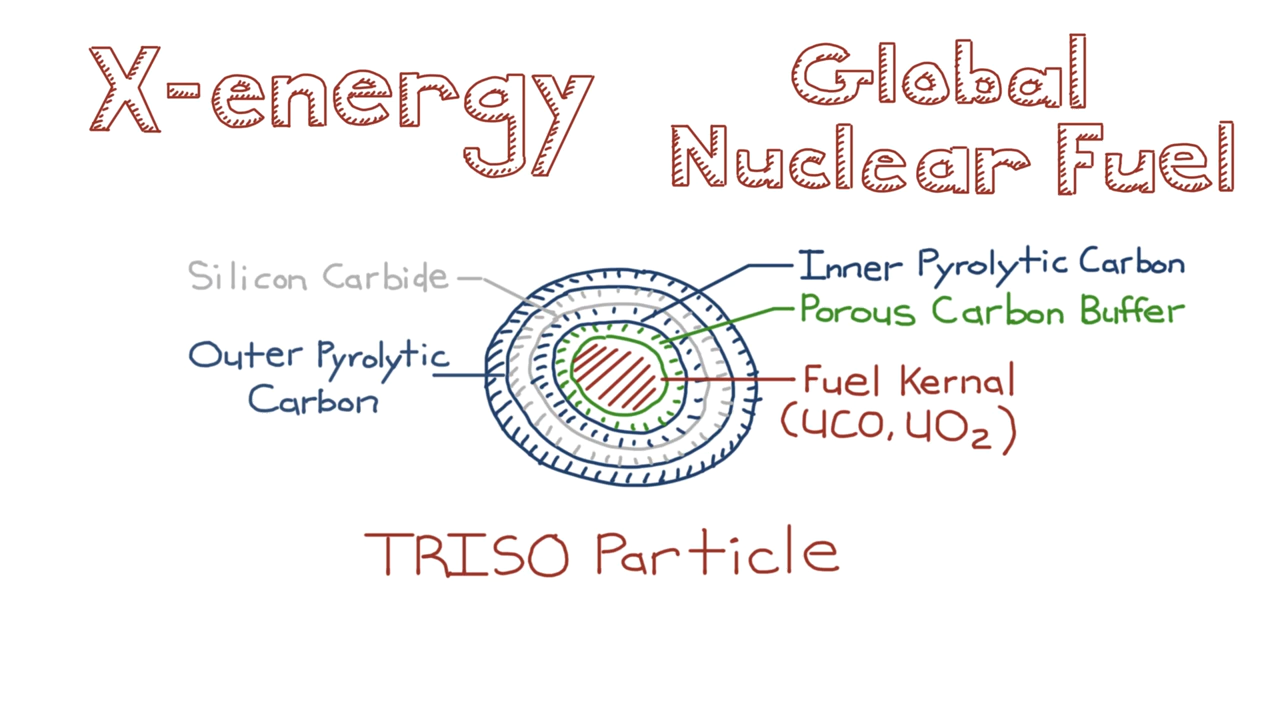 X-energy
Global
Nuclear Fuel
Silicon Carbide
Outer Pyrolytic
Carbon
Inner Pyrolytic Carbon
Porous Carbon Buffer
Fuel Kernal
(UCO, UO₂)
TRISO Particle